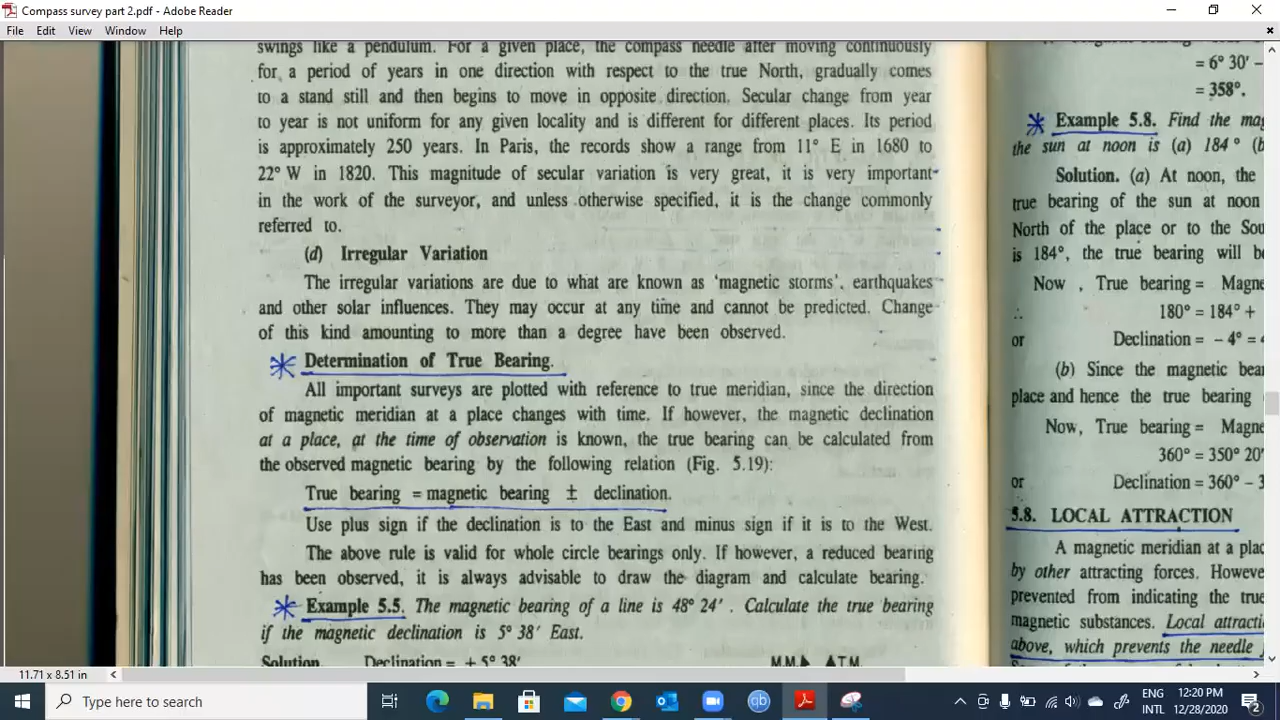 Compass survey part 2.pdf - Adobe Reader
File Edit View Window Help
swings like a pendulum. For a given place, the compass needle after moving continuously
for a period of years in one direction with respect to the true North, gradually comes
to a stand still and then begins to move in opposite direction. Secular change from year
to year is not uniform for any given locality and is different for different places. Its period
is approximately 250 years. In Paris, the records show a range from 11° E in 1680 to
22° W in 1820. This magnitude of secular variation is very great, it is very important
in the work of the surveyor, and unless otherwise specified, it is the change commonly
referred to.
(d) Irregular Variation
The irregular variations are due to what are known as 'magnetic storms', earthquakes
and other solar influences. They may occur at any time and cannot be predicted. Change
of this kind amounting to more than a degree have been observed.
Determination of True Bearing.
All important surveys are plotted with reference to true meridian, since the direction
of magnetic meridian at a place changes with time. If however, the magnetic declination
at a place, at the time of observation is known, the true bearing can be calculated from
the observed magnetic bearing by the following relation (Fig. 5.19):
True bearing = magnetic bearing ± declination.
Use plus sign if the declination is to the East and minus sign if it is to the West.
The above rule is valid for whole circle bearings only. If however, a reduced bearing
has been observed, it is always advisable to draw the diagram and calculate bearing.
Example 5.5. The magnetic bearing of a line is 48° 24'. Calculate the true bearing
if the magnetic declination is 5° 38' East.
Solution. Declination= + 5° 38' M.M. T.M.
= 6° 30' –
= 358°.
Example 5.8. Find the
the sun at noon is (a) 184° (b
Solution. (a) At noon, the
true bearing of the sun at noon
North of the place or to the
is 184°, the true bearing will
Now, True bearing =
∴ 180° = 184° +
or Declination = – 4° =
(b) Since the magnetic
place and hence the true bearing
Now, True bearing =
360° = 350° 20'
or Declination = 360° –
5.8. LOCAL ATTRACTION
A magnetic meridian at a
by other attracting forces.
prevented from indicating the true
magnetic substances. Local
above, which prevents the needle
11.71 x 8.51 in
Type here to search
ENG
INTL
12:20 PM
12/28/2020
2